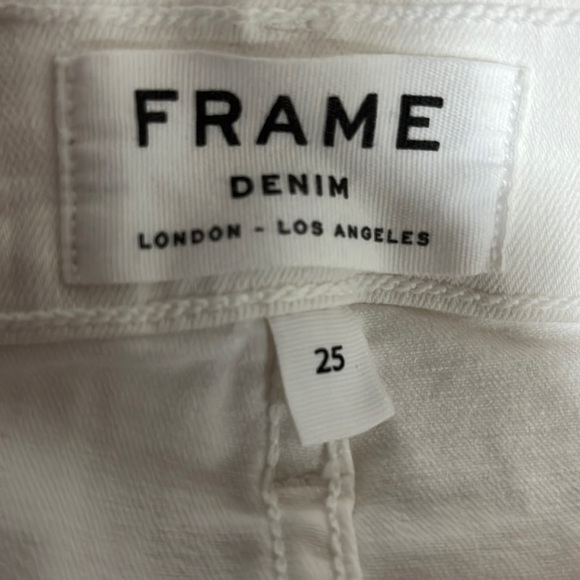 FRAME
DENIM
LONDON - LOS ANGELES
25